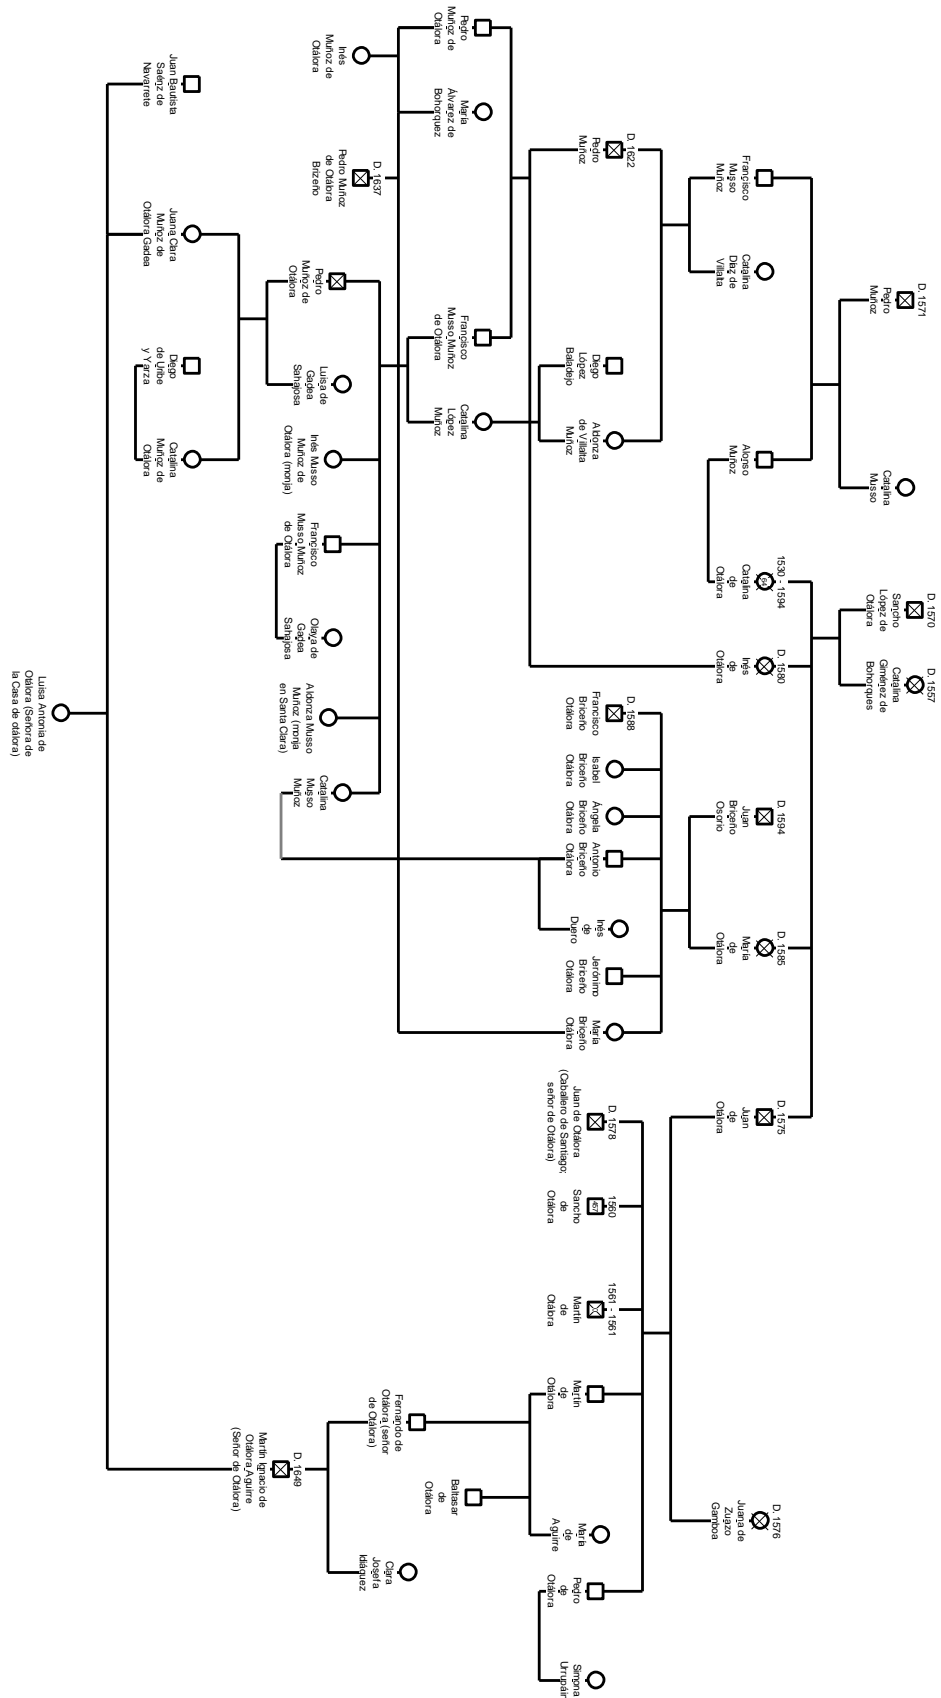 D. 1571
Pedro
Muñoz
Catalina
Musso
D. 1570
Sancho
López de
Otálora
D. 1557
Catalina
Giménez de
Bohorques
Francisco
Musso
Muñoz
Catalina
Díaz de
Villalta
Alonso
Muñoz
1530 - 1594
64
Catalina
de
Otálora
D. 1580
Inés
de
Otálora
D. 1594
Juan
Briceño
Osorio
D. 1585
María
de
Otálora
D. 1575
Juan
de
Otálora
D. 1576
Juana de
Zuazo
Gamboa
D. 1622
Pedro
Muñoz
Diego
López
Baladejo
Aldonza
de Villalta
Muñoz
D. 1588
Francisco
Briceño
Otálora
Isabel
Briceño
Otálora
Ángela
Briceño
Otálora
Antonio
Briceño
Otálora
Inés
de
Duero
Jerónimo
Briceño
Otálora
María
Briceño
Otálora
D. 1578
Juan de Otálora
(Caballero de Santiago;
señor de Otálora)
1560
457
Sancho
de
Otálora
1561 - 1561
Martín
de
Otálora
Martín
de
Otálora
María
de
Aguirre
Pedro
de
Otálora
Simona
Pedro
Muñoz de
Otálora
María
Álvarez de
Bohorquez
Francisco
Musso Muñoz
de Otálora
Catalina
López
Muñoz
Fernando de
Otálora (señor
de Otálora)
Baltasar
de
Otálora
Clara
Josefa
Idiáquez
Inés
Muñoz de
Otálora
D. 1637
Pedro Muñoz
de Otálora
Brizeño
Pedro
Muñoz de
Otálora
Luisa de
Gadea
Sahajosa
Inés Musso
Muñoz de
Otálora (monja)
Francisco
Musso Muñoz
de Otálora
Olaya de
Gadea
Sahajosa
Aldonza Musso
Muñoz (monja
en Santa Clara)
Catalina
Musso
Muñoz
D. 1649
Martín Ignacio de
Otálora Aguirre
(Señor de Otálora)
Juan Bautista
Saénz de
Navarrete
Juana Clara
Muñoz de
Otálora Gadea
Diego
de Uribe
y Yarza
Catalina
Muñoz de
Otálora
Luisa Antonia de
Otálora (Señora de
la Casa de otálora)